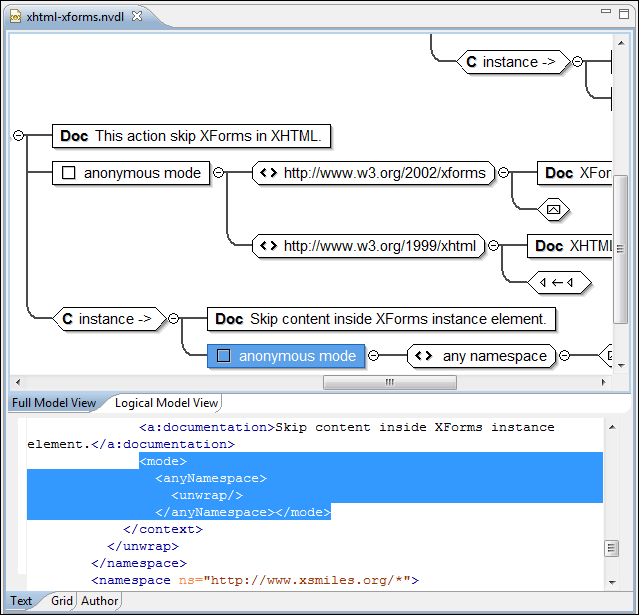 xhtml-xforms.nvdl
C instance ->
Doc This action skip XForms in XHTML.
anonymous mode
http://www.w3.org/2002/xforms
Doc XFor
http://www.w3.org/1999/xhtml
Doc XHTML
C instance ->
Doc Skip content inside XForms instance element.
anonymous mode
any namespace
Full Model View
Logical Model View
<a:documentation>Skip content inside XForms instance
element.</a:documentation>
<mode>
<anyNamespace>
<unwrap/>
</anyNamespace></mode>
</context>
</unwrap>
</namespace>
<namespace ns="http://www.xsmiles.org/*">
Text
Grid
Author